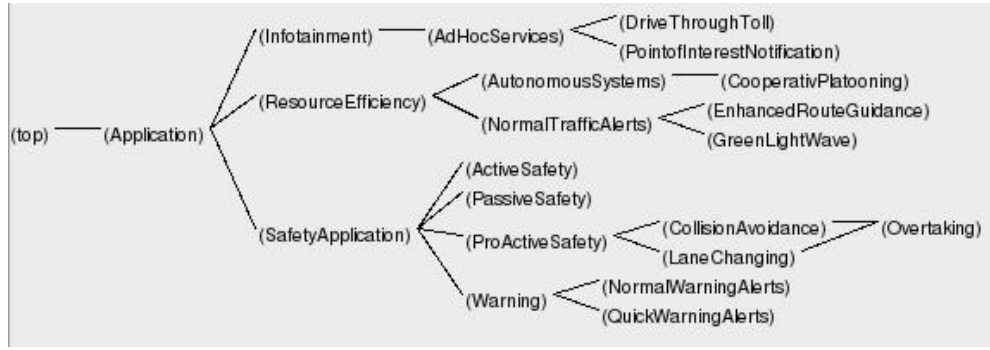 (DriveThroughToll)
(Infotainment) (AdHocServices)
(PointofInterestNotification)
(AutonomousSystems) (CooperativPlatooning)
(ResourceEfficiency)
(EnhancedRouteGuidance)
(NormalTrafficAlerts)
(top) (Application)
(GreenLightWave)
(ActiveSafety)
(PassiveSafety)
(SafetyApplication)
(CollisionAvoidance) (Overtaking)
(ProActiveSafety)
(LaneChanging)
(NormalWarningAlerts)
(Warning)
(QuickWarningAlerts)